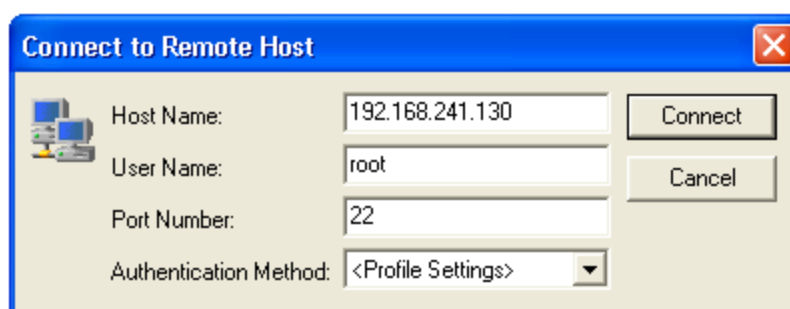 Connect to Remote Host
Host Name: 192.168.241.130 Connect
User Name: root Cancel
Port Number: 22
Authentication Method: <Profile Settings>